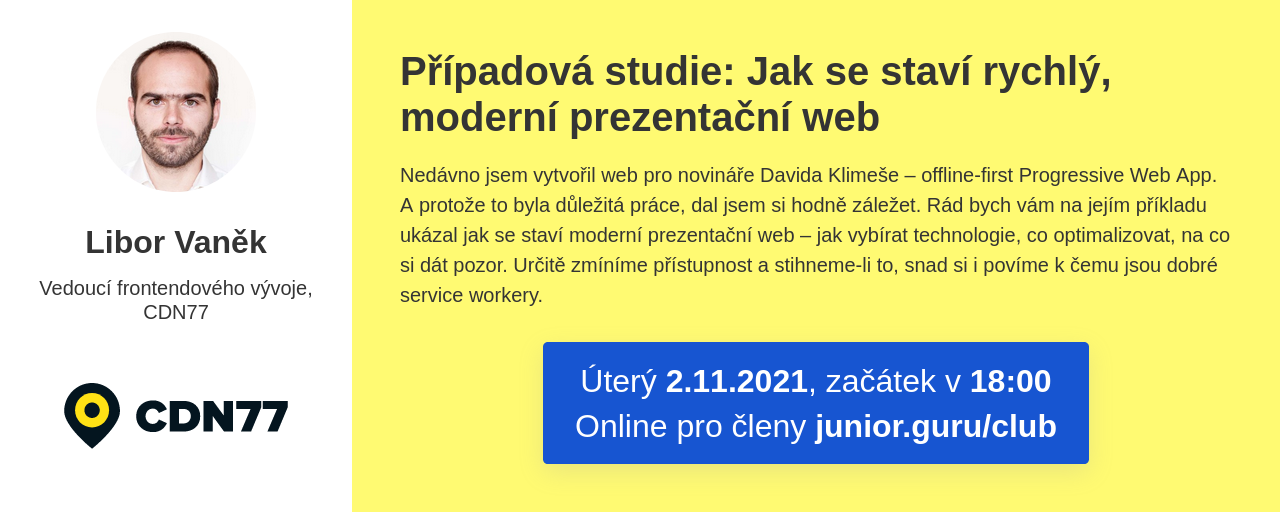 Libor Vaněk
Vedoucí frontendového vývoje,
CDN77
CDN77
Případová studie: Jak se staví rychlý,
moderní prezentační web
Nedávno jsem vytvořil web pro novináře Davida Klimeše – offline-first Progressive Web App.
A protože to byla důležitá práce, dal jsem si hodně záležet. Rád bych vám na jejím příkladu
ukázal jak se staví moderní prezentační web – jak vybírat technologie, co optimalizovat, na co
si dát pozor. Určitě zmíníme přístupnost a stihneme-li to, snad si i povíme k čemu jsou dobré
service workery.
Úterý 2.11.2021, začátek v 18:00
Online pro členy junior.guru/club